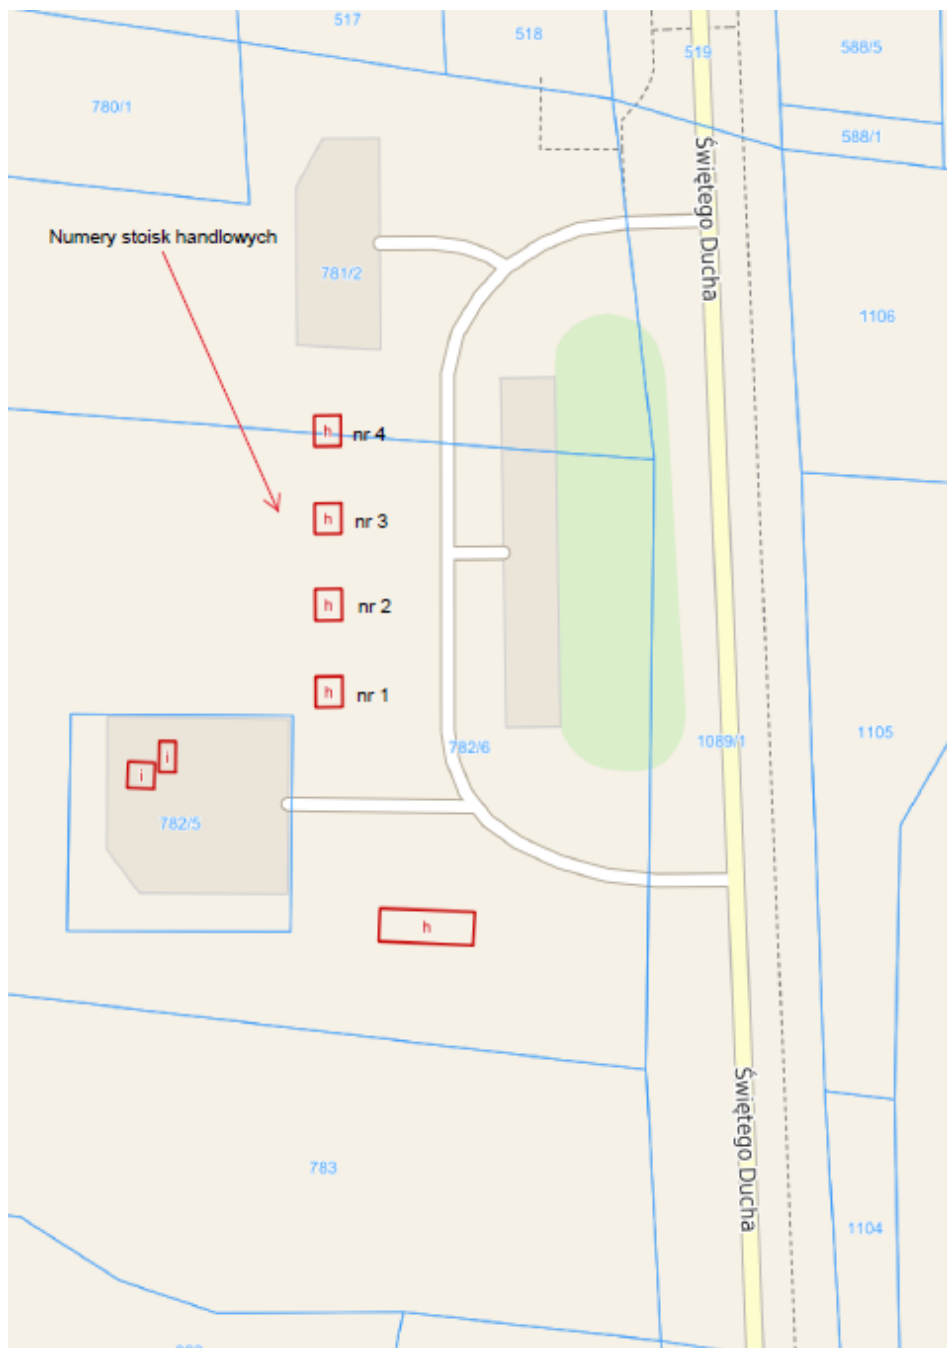 517
518
519
588/5
780/1
588/1
Świętego Ducha
Numery stoisk handlowych
781/2
1106
h nr 4
h nr 3
h nr 2
h nr 1
782/6
1089/1
1105
i
i
782/5
h
Świętego Ducha
783
1104